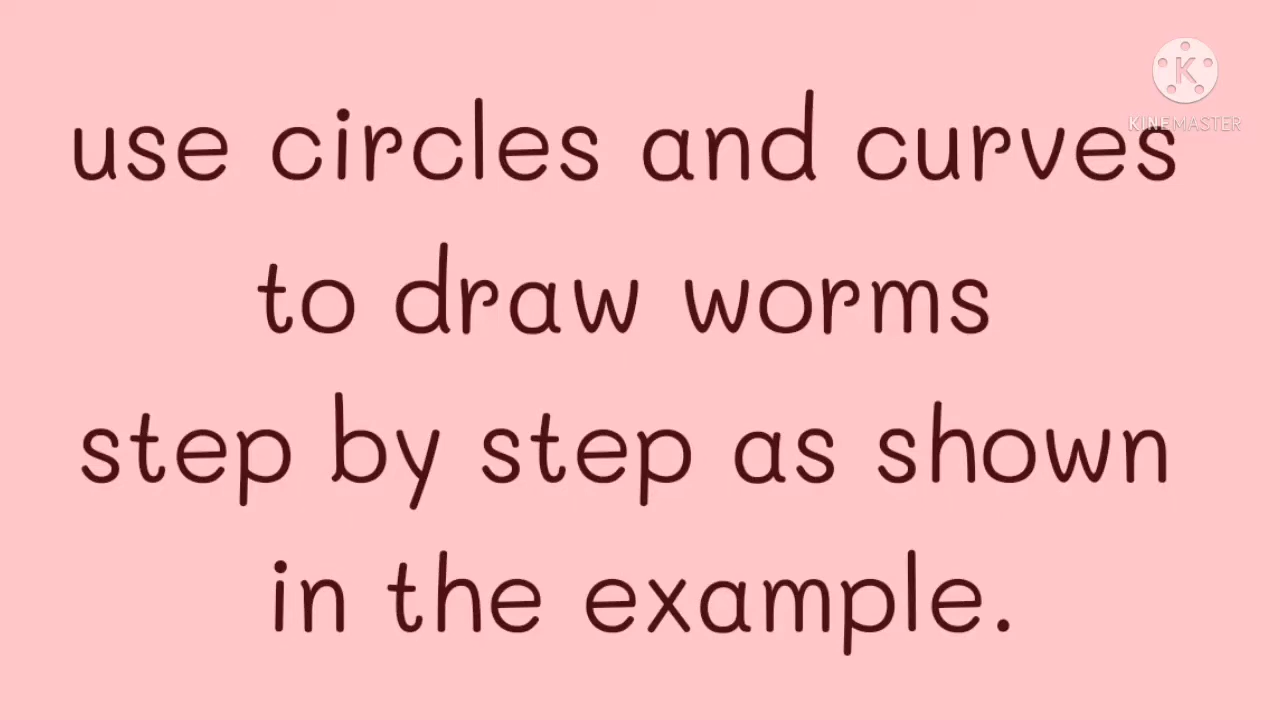 K
KINEMASTER
use circles and curves
to draw worms
step by step as shown
in the example.